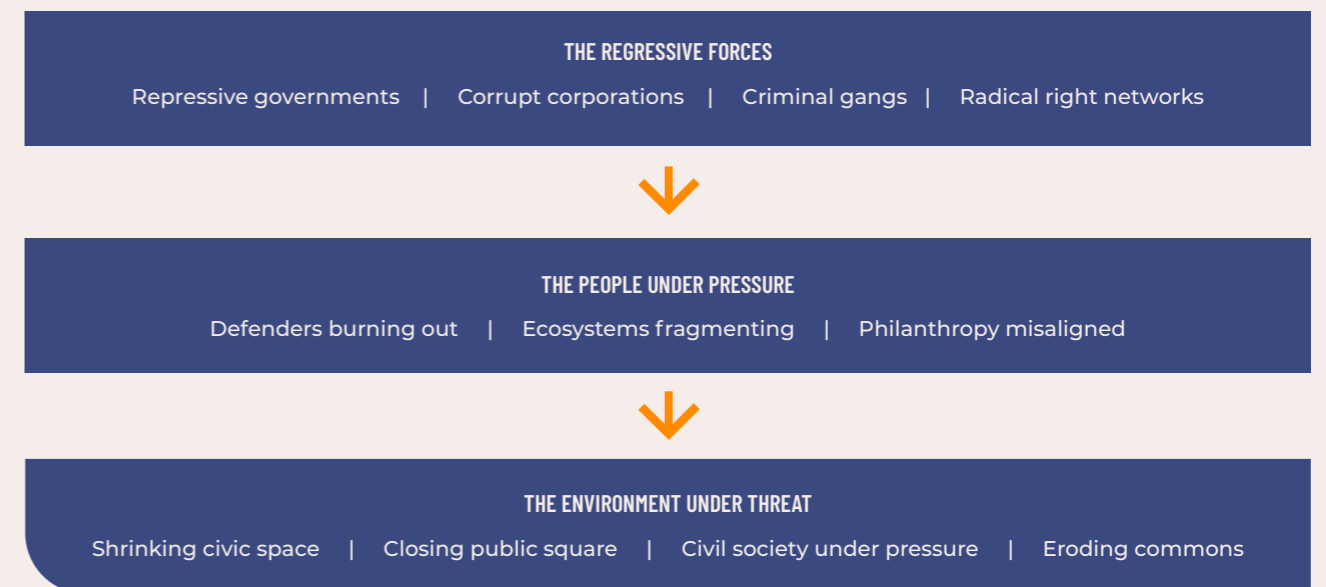 THE REGRESSIVE FORCES
Repressive governments | Corrupt corporations | Criminal gangs | Radical right networks
THE PEOPLE UNDER PRESSURE
Defenders burning out | Ecosystems fragmenting | Philanthropy misaligned
THE ENVIRONMENT UNDER THREAT
Shrinking civic space | Closing public square | Civil society under pressure | Eroding commons